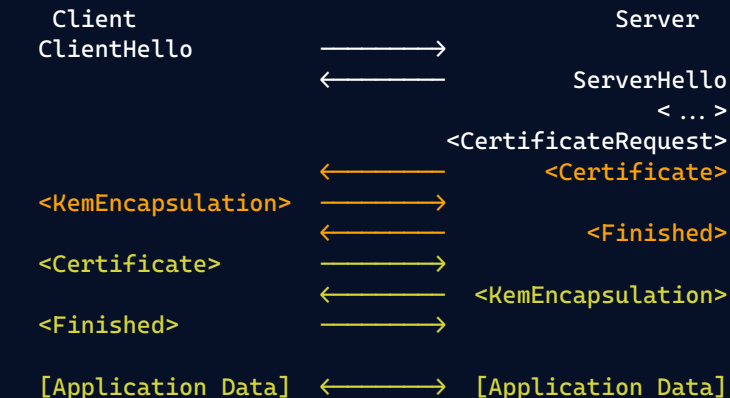 Client Server
ClientHello ────────>
<──────── ServerHello
< ... >
<CertificateRequest>
<──────── <Certificate>
<KemEncapsulation> ────────>
<──────── <Finished>
<Certificate> ────────>
<──────── <KemEncapsulation>
<Finished> ────────>
[Application Data] <───────> [Application Data]